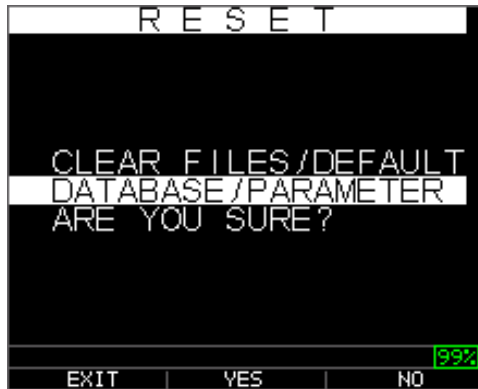 RESET
CLEAR FILES/DEFAULT
DATABASE/PARAMETER
ARE YOU SURE?
99%
EXIT | YES | NO